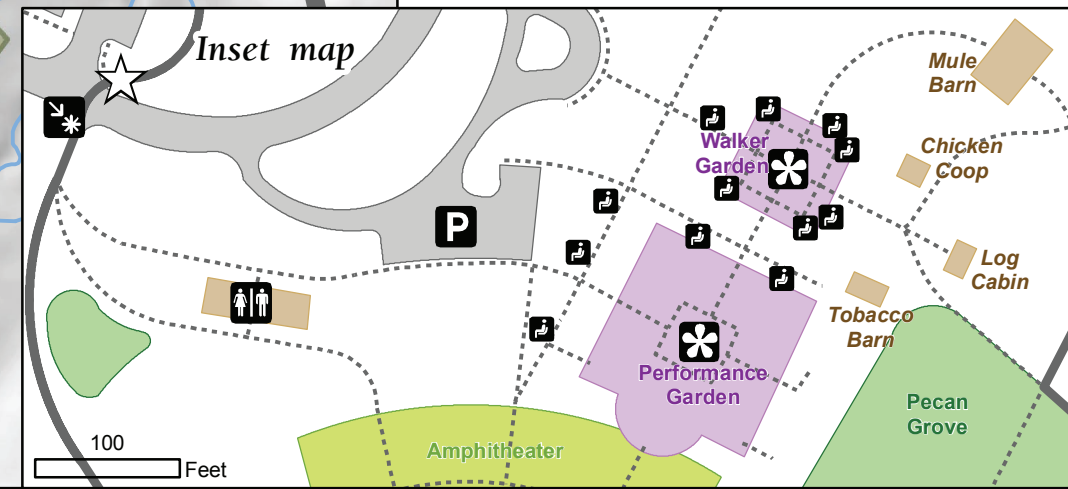 Inset map
Mule
Barn
Walker
Garden
Chicken
Coop
P
Log
Cabin
Tobacco
Barn
Performance
Garden
Pecan
Grove
Amphitheater
100
Feet